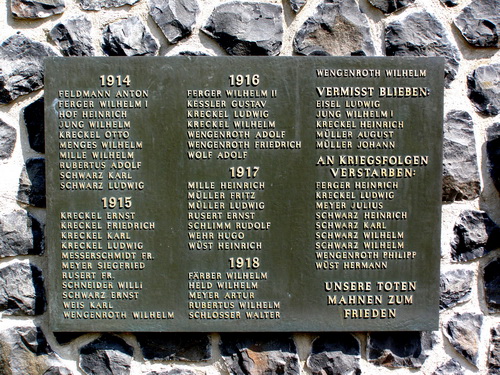 1914
FELDMANN ANTON
FERGER WILHELM I
HOF HEINRICH
JUNG WILHELM
KRECKEL OTTO
MENGES WILHELM
MILLE WILHELM
RUBERTUS ADOLF
SCHWARZ KARL
SCHWARZ LUDWIG
1915
KRECKEL ERNST
KRECKEL FRIEDRICH
KRECKEL KARL
KRECKEL LUDWIG
MESSERSCHMIDT FR.
MEYER SIEGFRIED
RUSERT FR.
SCHNEIDER WILLI
SCHWARZ ERNST
WEIS KARL
WENGENROTH WILHELM
1916
FERGER WILHELM II
KESSLER GUSTAV
KRECKEL LUDWIG
KRECKEL WILHELM
WENGENROTH ADOLF
WENGENROTH FRIEDRICH
WOLF ADOLF
1917
MILLE HEINRICH
MÜLLER FRITZ
MÜLLER LUDWIG
RUSERT ERNST
SCHLIMM RUDOLF
WEHR HUGO
WÜST HEINRICH
1918
FÄRBER WILHELM
HELD WILHELM
MEYER ARTUR
RUBERTUS WILHELM
SCHLOSSER WALTER
WENGENROTH WILHELM
VERMISST BLIEBEN:
EISEL LUDWIG
JUNG WILHELM I
KRECKEL HEINRICH
MÜLLER AUGUST
MÜLLER JOHANN
AN KRIEGSFOLGEN
VERSTARBEN:
FERGER HEINRICH
KRECKEL LUDWIG
MEYER JULIUS
SCHWARZ HEINRICH
SCHWARZ KARL
SCHWARZ WILHELM
SCHWARZ WILHELM
WENGENROTH PHILIPP
WÜST HERMANN
UNSERE TOTEN
MAHNEN ZUM
FRIEDEN